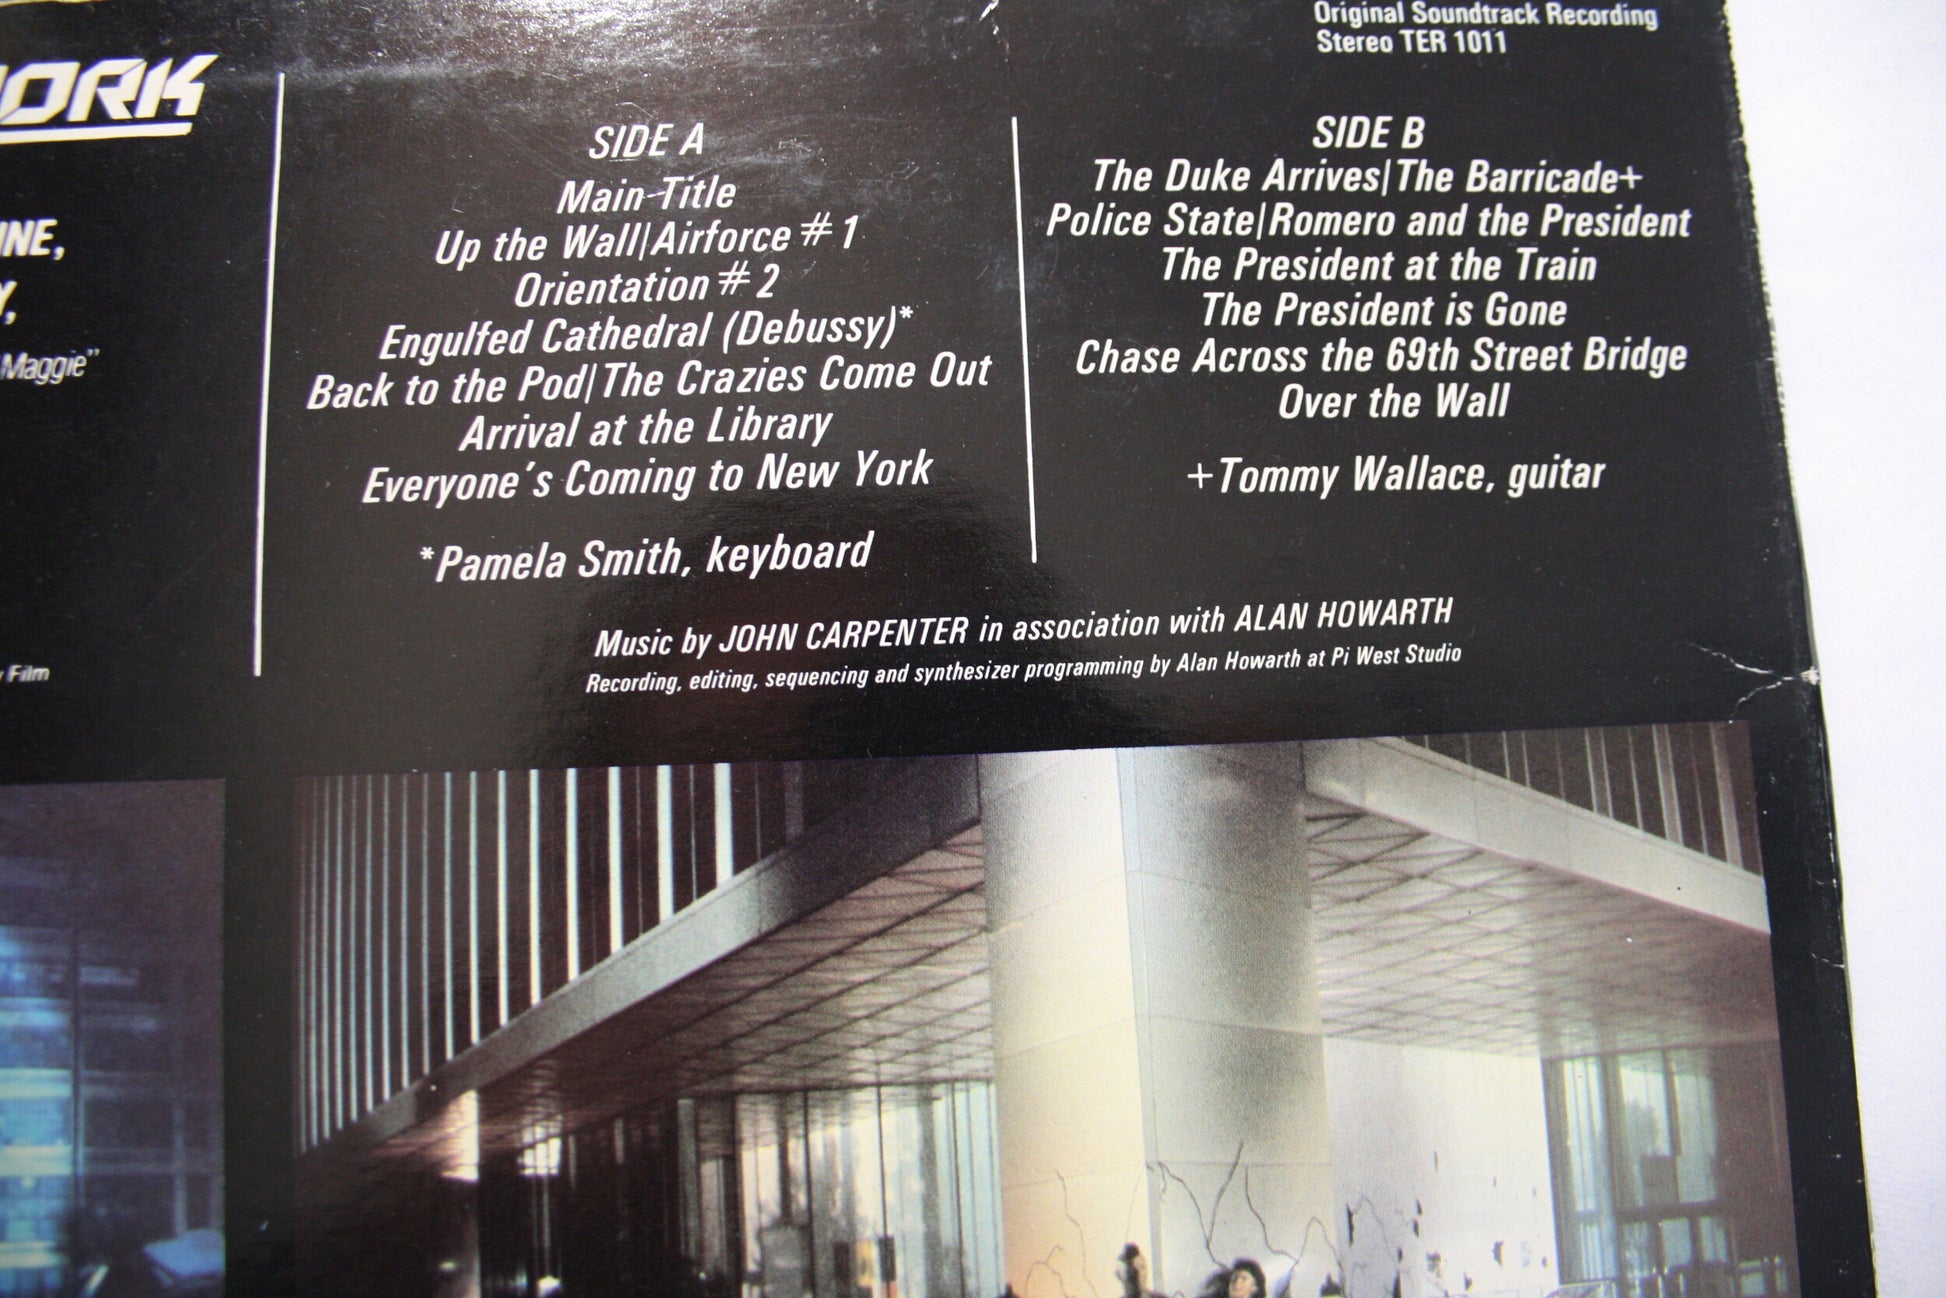 Original Soundtrack Recording
Stereo TER 1011
ORK
INE,
Y,
Maggie"
Film
SIDE A
Main Title
Up the Wall|Airforce # 1
Orientation # 2
Engulfed Cathedral (Debussy)*
Back to the Pod|The Crazies Come Out
Arrival at the Library
Everyone's Coming to New York
*Pamela Smith, keyboard
SIDE B
The Duke Arrives|The Barricade+
Police State|Romero and the President
The President at the Train
The President is Gone
Chase Across the 69th Street Bridge
Over the Wall
+Tommy Wallace, guitar
Music by JOHN CARPENTER in association with ALAN HOWARTH
Recording, editing, sequencing and synthesizer programming by Alan Howarth at Pi West Studio